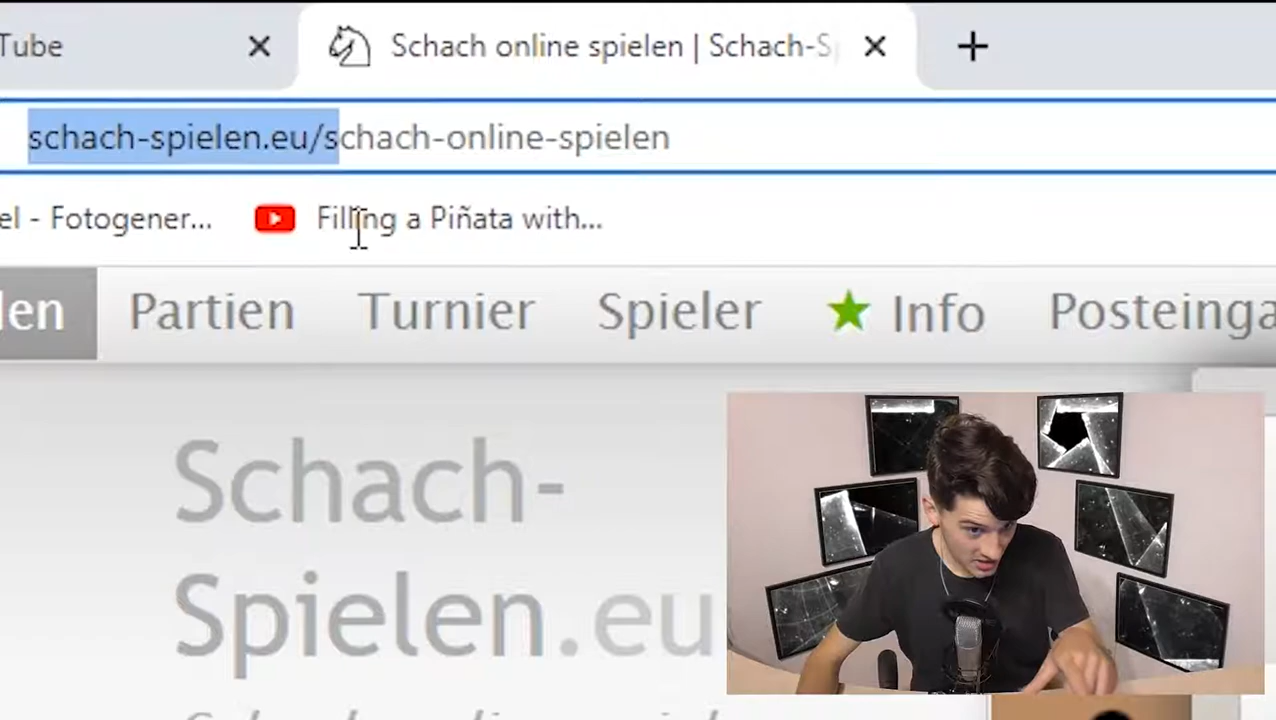 Tube
Schach online spielen | Schach-S
schach-spielen.eu/schach-online-spielen
el - Fotogener...
Filling a Piñata with...
len Partien Turnier Spieler Info Posteinga
Schach-
Spielen.eu